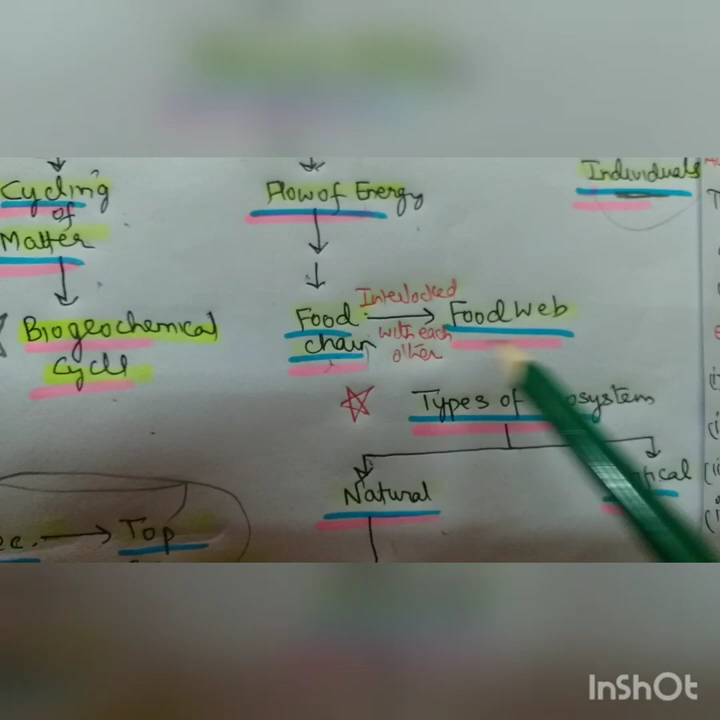 Individuals
Cycling
of
Matter
Flow of Energy
Biogeochemical
Cycle
Food
chain
Interlocked
with each
other
Food Web
Types of
Natural
Top
InShOt